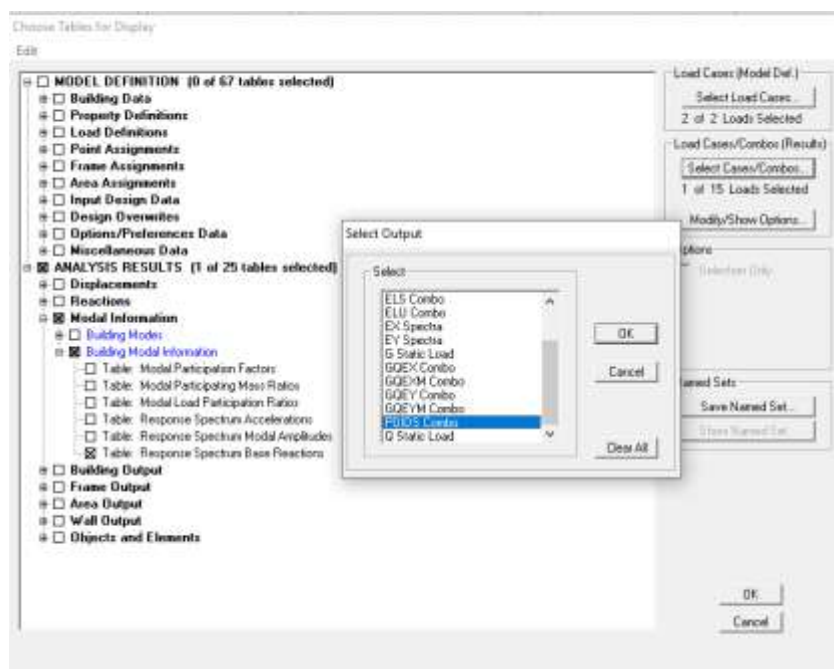 Choose Tables for Display
Edit
MODEL DEFINITION (0 of 67 tables selected)
Building Data
Property Definitions
Load Definitions
Point Assignments
Frame Assignments
Area Assignments
Input Design Data
Design Overwrites
Options/Preferences Data
Miscellaneous Data
ANALYSIS RESULTS (1 of 25 tables selected)
Displacements
Reactions
Modal Information
Building Modes
Building Modal Information
Table: Modal Participation Factors
Table: Modal Participating Mass Ratios
Table: Modal Load Participation Ratios
Table: Response Spectrum Accelerations
Table: Response Spectrum Modal Amplitudes
Table: Response Spectrum Base Reactions
Building Output
Frame Output
Area Output
Wall Output
Objects and Elements
Select Output
Select
ELS Combo
ELU Combo
EX Spectra
EY Spectra
G Static Load
GQEX Combo
GQEXM Combo
GQEY Combo
GQEYM Combo
POIDS Combo
Q Static Load
OK
Cancel
Clear All
Load Cases (Model Def.)
Select Load Cases...
2 of 2 Loads Selected
Load Cases/Combos (Results)
Select Cases/Combos...
1 of 15 Loads Selected
Modify/Show Options...
ptions
Selection Only
amed Sets
Save Named Set...
Show Named Set...
OK
Cancel